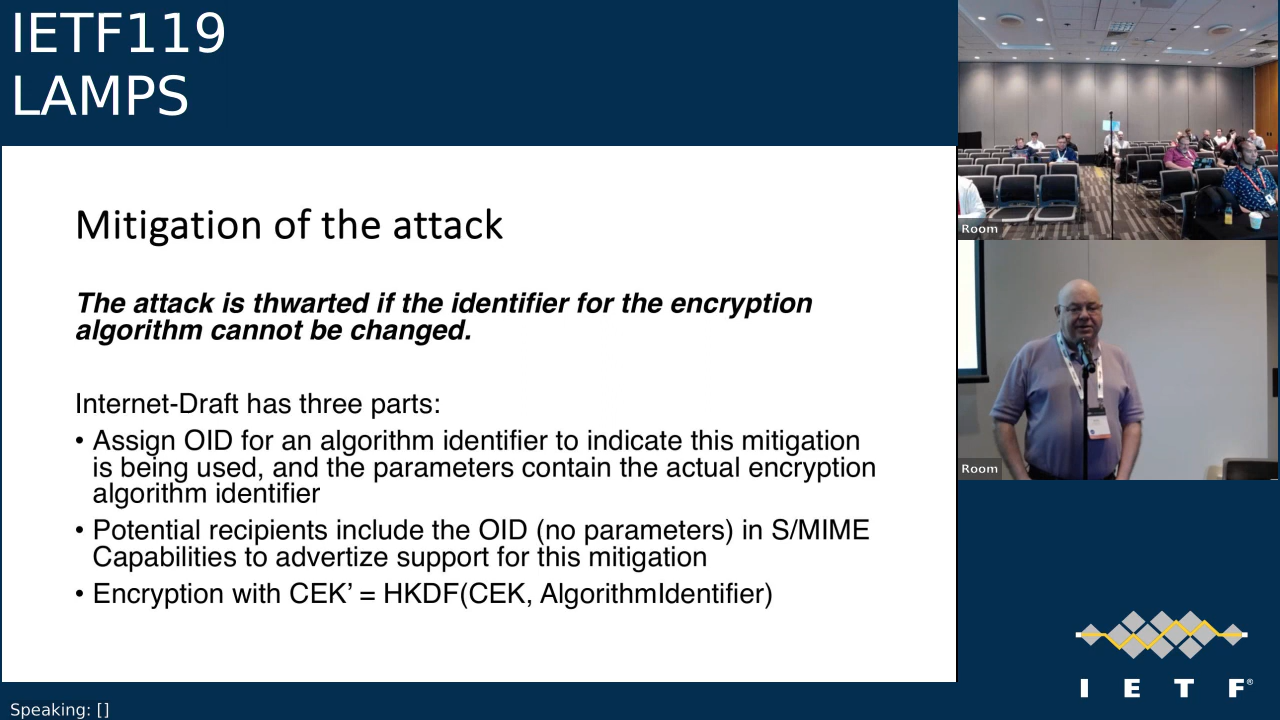 IETF119
LAMPS
Mitigation of the attack
The attack is thwarted if the identifier for the encryption
algorithm cannot be changed.
Internet-Draft has three parts:
• Assign OID for an algorithm identifier to indicate this mitigation
is being used, and the parameters contain the actual encryption
algorithm identifier
• Potential recipients include the OID (no parameters) in S/MIME
Capabilities to advertize support for this mitigation
• Encryption with CEK’ = HKDF(CEK, AlgorithmIdentifier)
Room
Room
I E T F®
Speaking: []